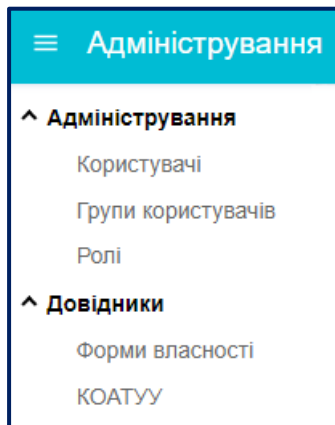 Адміністрування
Адміністрування
Користувачі
Групи користувачів
Ролі
Довідники
Форми власності
КОАТУУ